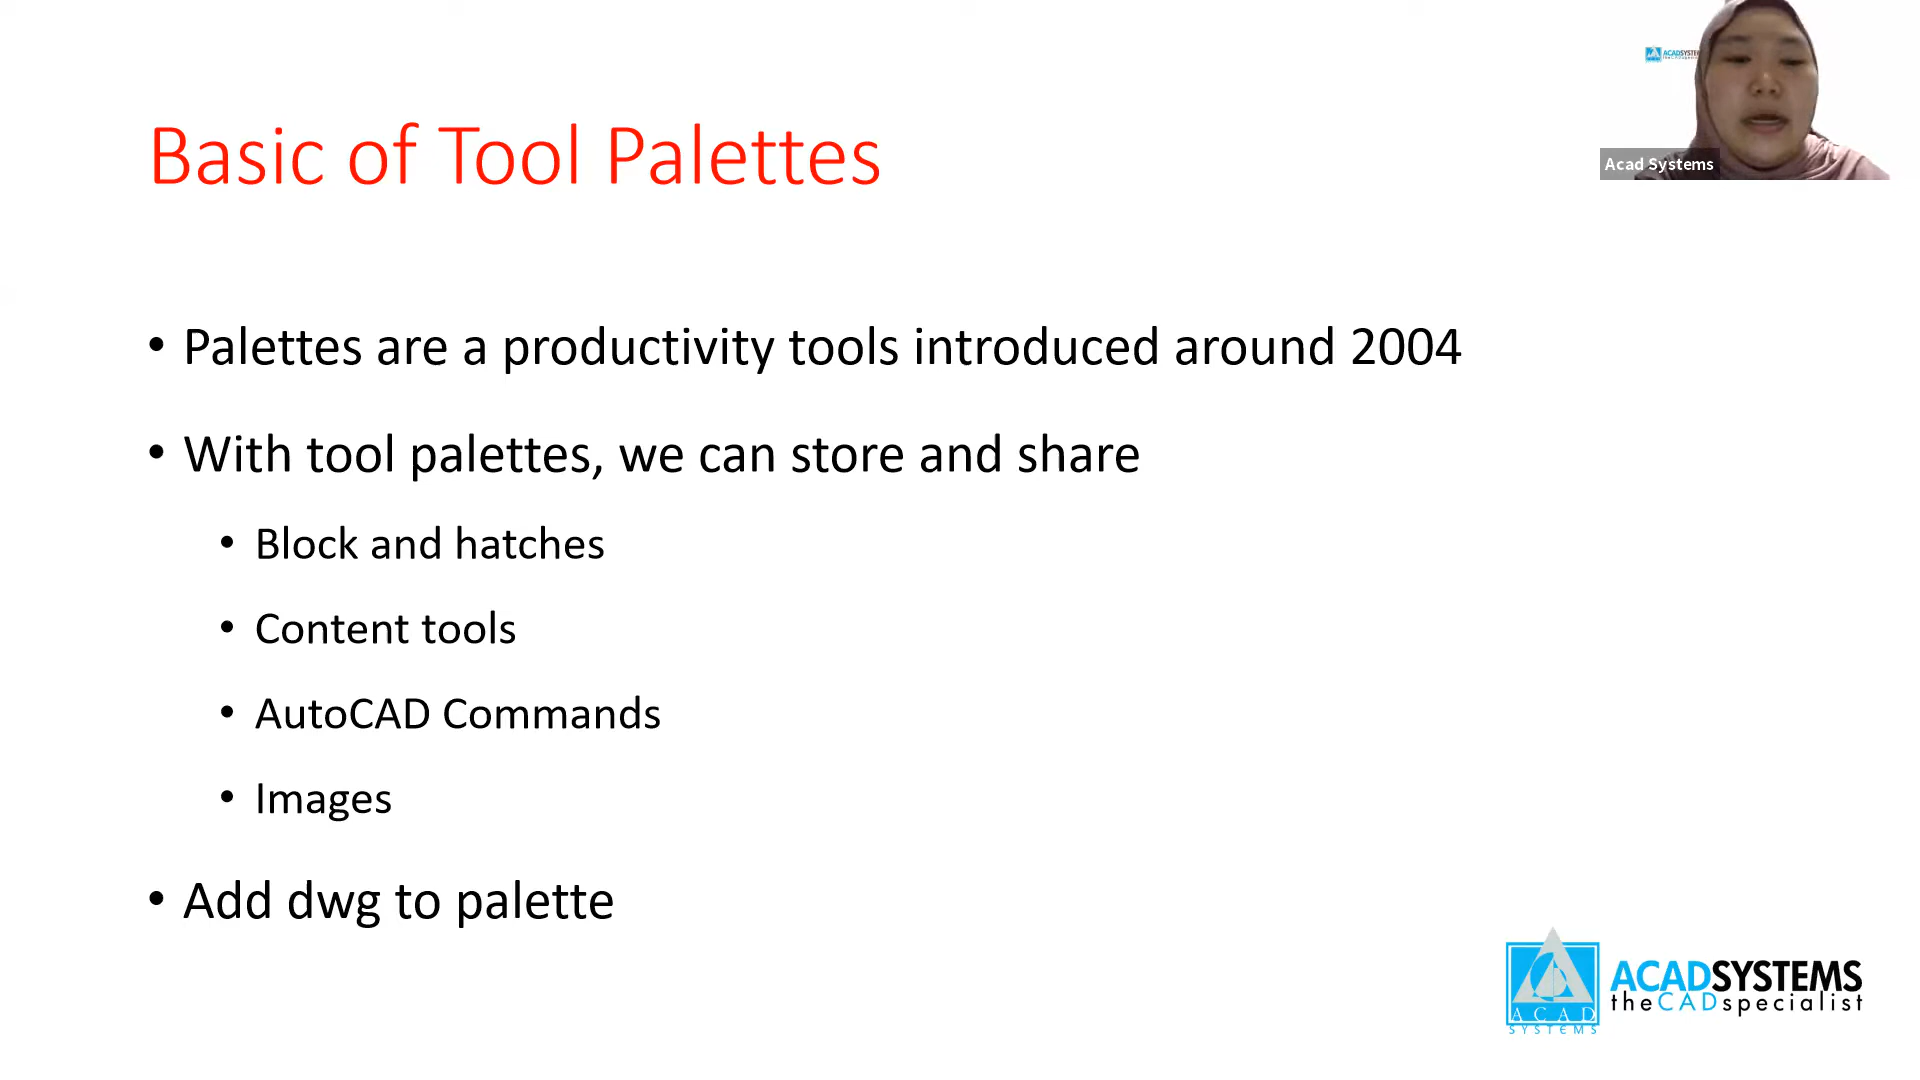 Basic of Tool Palettes
• Palettes are a productivity tools introduced around 2004
• With tool palettes, we can store and share
• Block and hatches
• Content tools
• AutoCAD Commands
• Images
• Add dwg to palette
Acad Systems
ACAD
SYSTEMS
ACADSYSTEMS
theCADspecialist